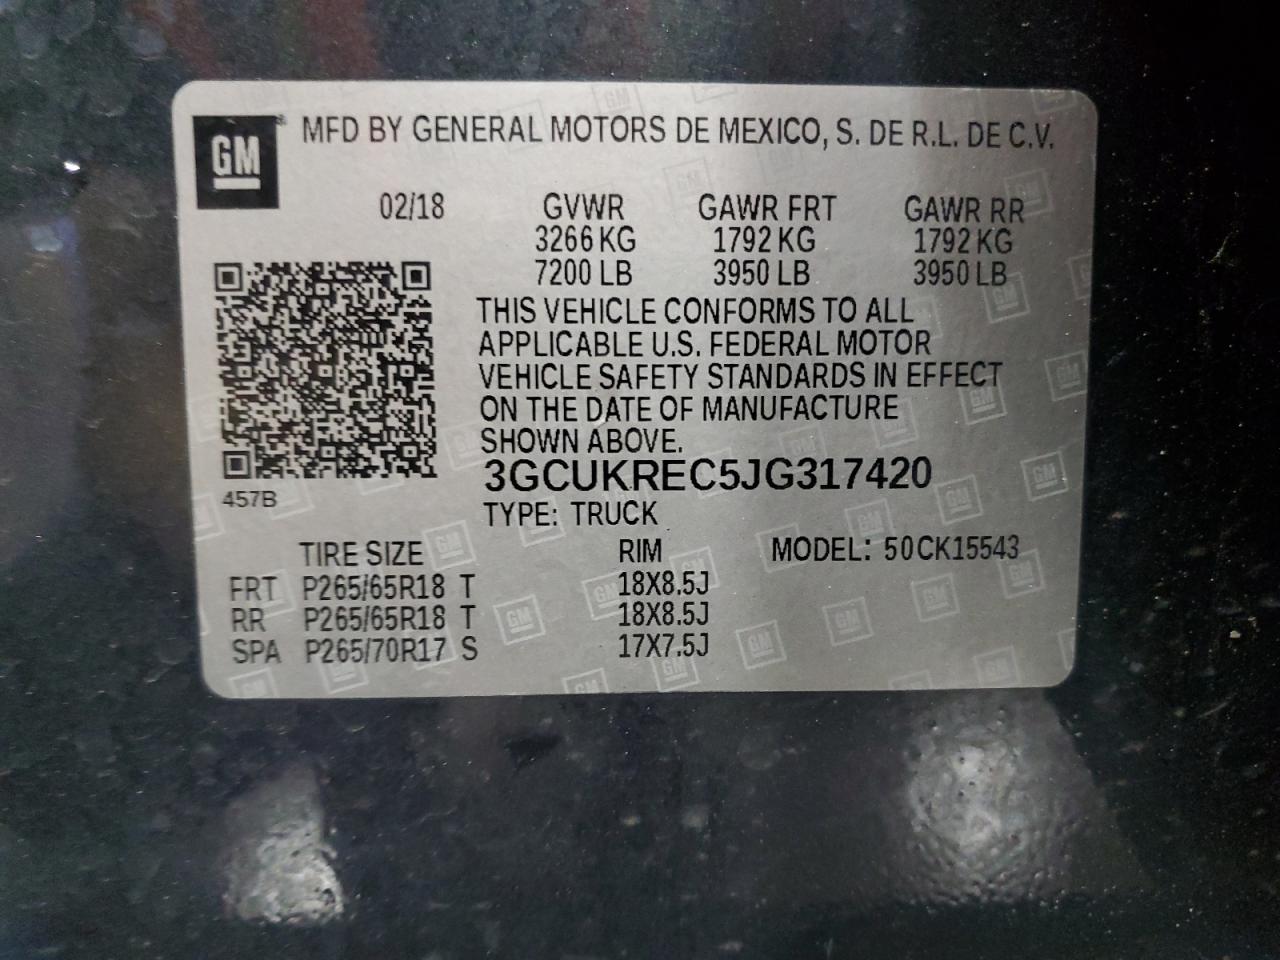 GM ® MFD BY GENERAL MOTORS DE MEXICO, S. DE R.L. DE C.V.
02/18 GVWR GAWR FRT GAWR RR
3266 KG 1792 KG 1792 KG
7200 LB 3950 LB 3950 LB
THIS VEHICLE CONFORMS TO ALL
APPLICABLE U.S. FEDERAL MOTOR
VEHICLE SAFETY STANDARDS IN EFFECT
ON THE DATE OF MANUFACTURE
SHOWN ABOVE.
3GCUKREC5JG317420
457B
TYPE: TRUCK
TIRE SIZE RIM MODEL: 50CK15543
FRT P265/65R18 T 18X8.5J
RR P265/65R18 T 18X8.5J
SPA P265/70R17 S 17X7.5J